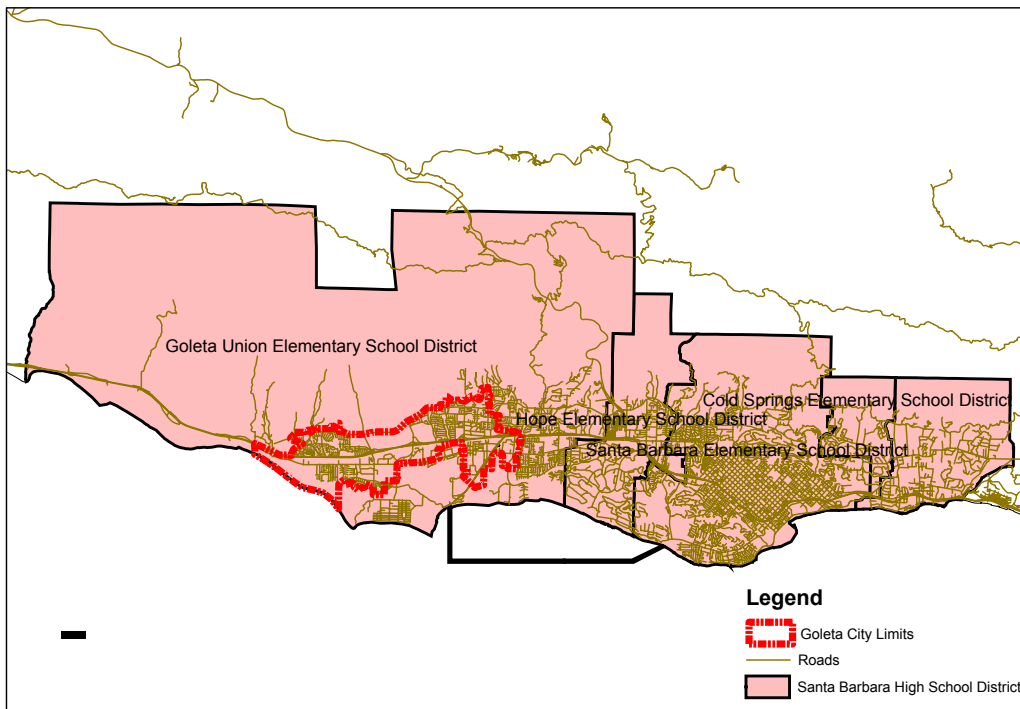 Goleta Union Elementary School District
Cold Springs Elementary School District
Hope Elementary School District
Santa Barbara Elementary School District
Legend
Goleta City Limits
Roads
Santa Barbara High School District